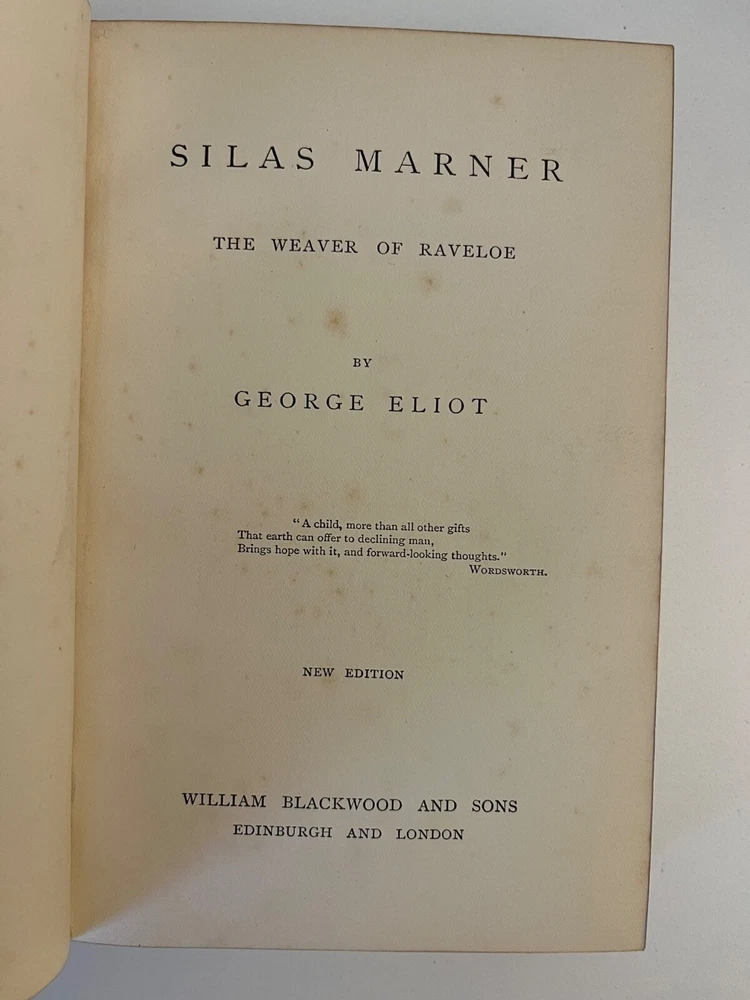 SILAS MARNER
THE WEAVER OF RAVELOE
BY
GEORGE ELIOT
“A child, more than all other gifts
That earth can offer to declining man,
Brings hope with it, and forward-looking thoughts.”
WORDSWORTH.
NEW EDITION
WILLIAM BLACKWOOD AND SONS
EDINBURGH AND LONDON